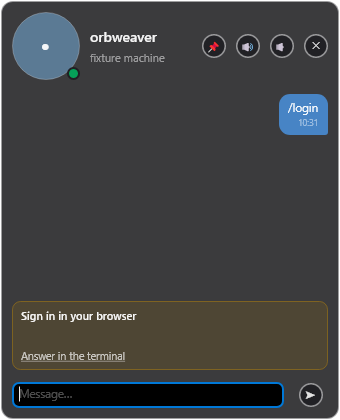 orbweaver
fixture machine
/login
10:31
Sign in in your browser
Answer in the terminal
Message...